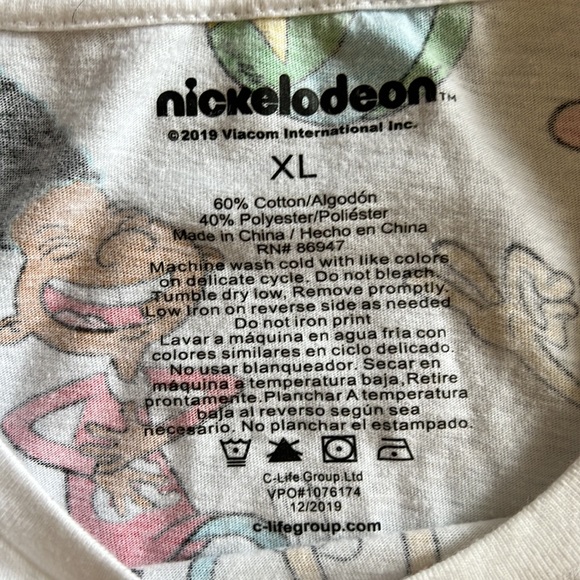 nickelodeon™
©2019 Viacom International Inc.
XL
60% Cotton/Algodón
40% Polyester/Poliéster
Made in China / Hecho en China
RN# 86947
Machine wash cold with like colors
on delicate cycle. Do not bleach.
Tumble dry low, Remove promptly.
Low Iron on reverse side as needed
Do not iron print
Lavar a máquina en agua fria con
colores similares en ciclo delicado.
No usar blanqueador. Secar en
máquina a temperatura baja,Retire
prontamente.Planchar A temperatura
baja al reverso según sea
necesario. No planchar el estampado.
C-Life Group Ltd
VPO#1076174
12/2019
c-lifegroup.com